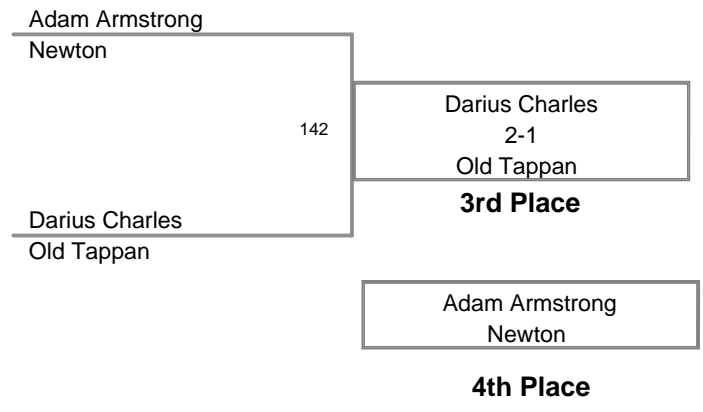 Adam Armstrong
Newton
142
Darius Charles
2-1
Old Tappan
3rd Place
Darius Charles
Old Tappan
Adam Armstrong
Newton
4th Place